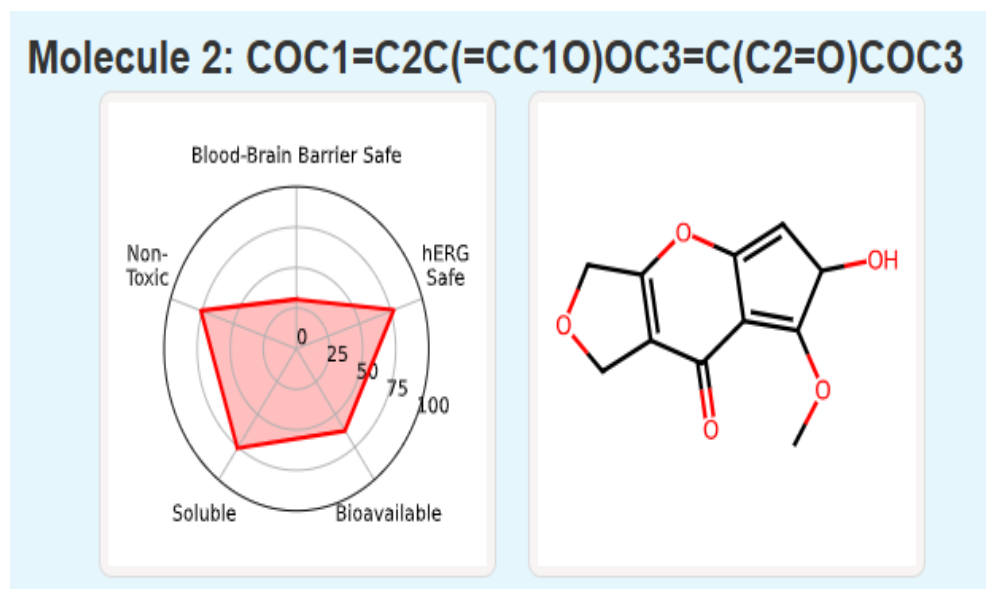 Molecule 2: COC1=C2C(=CC1O)OC3=C(C2=O)COC3
Blood-Brain Barrier Safe
Non-
Toxic
hERG
Safe
0
25
50
75
100
Soluble
Bioavailable
O
OH
O
O
O